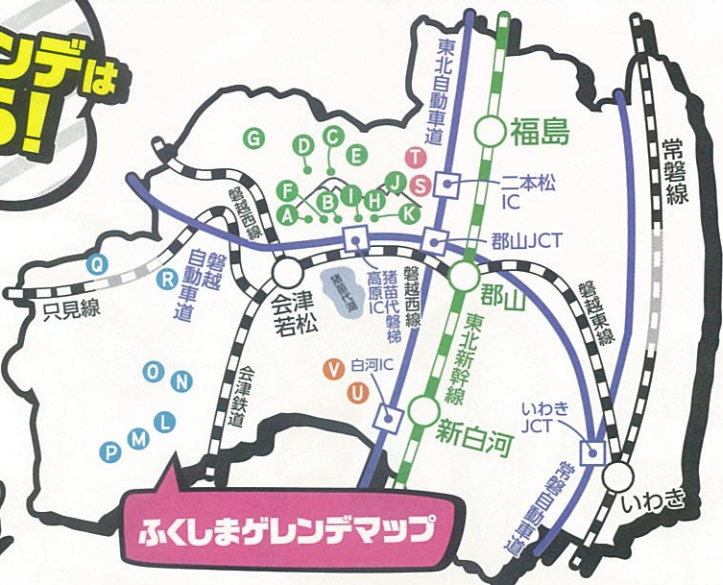 ンデは
ら!
東北自動車道
福島
常磐線
G
D
C
E
T
S
二本松
IC
F
J
I
H
B
A
K
磐越西線
郡山JCT
Q
R
磐越
自動車道
只見線
会津
若松
猪苗代湖
猪苗代磐梯
高原IC
磐越西線
郡山
磐越東線
東北新幹線
V
U
白河IC
O
N
会津鉄道
新白河
いわき
JCT
P
M
L
常磐自動車道
いわき
ふくしまゲレンデマップ